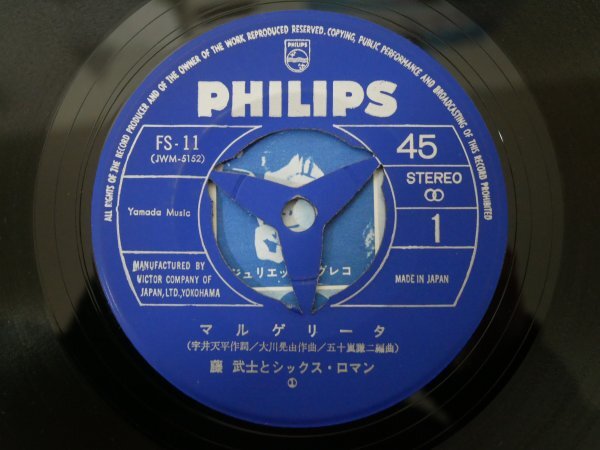 ALL RIGHTS OF THE RECORD PRODUCER AND OF THE OWNER OF THE WORK REPRODUCED RESERVED. COPYING, PUBLIC PERFORMANCE AND BROADCASTING OF THIS RECORD PROHIBITED
PHILIPS
PHILIPS
FS-11
(JWM-5152)
45
STEREO
Yamada Music
1
MANUFACTURED BY
VICTOR COMPANY OF
JAPAN, LTD., YOKOHAMA
MADE IN JAPAN
ジュリエッ
グレコ
マルゲリータ
(宇井天平作詞/大川晃由作曲/五十嵐謙二編曲)
藤 武士とシックス・ロマン
①